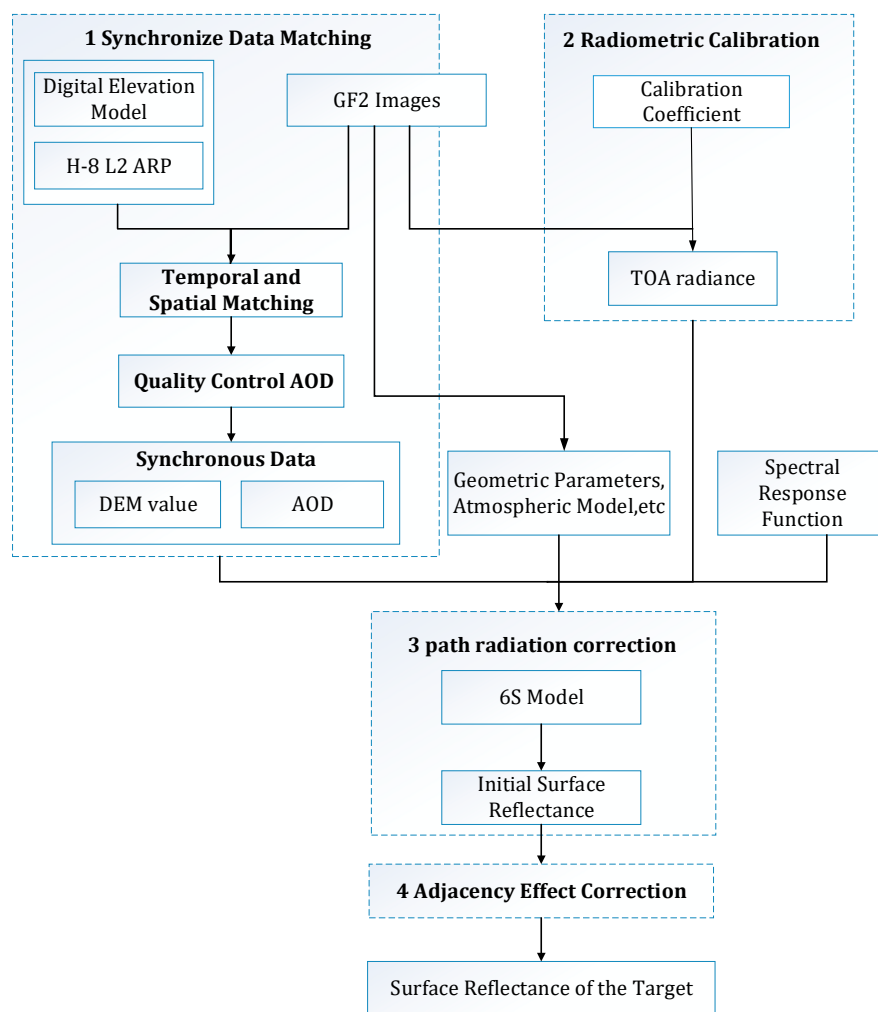 1 Synchronize Data Matching
Digital Elevation
Model
H-8 L2 ARP
GF2 Images
2 Radiometric Calibration
Calibration
Coefficient
TOA radiance
Temporal and
Spatial Matching
Quality Control AOD
Synchronous Data
DEM value
AOD
Geometric Parameters,
Atmospheric Model,etc
Spectral
Response
Function
3 path radiation correction
6S Model
Initial Surface
Reflectance
4 Adjacency Effect Correction
Surface Reflectance of the Target